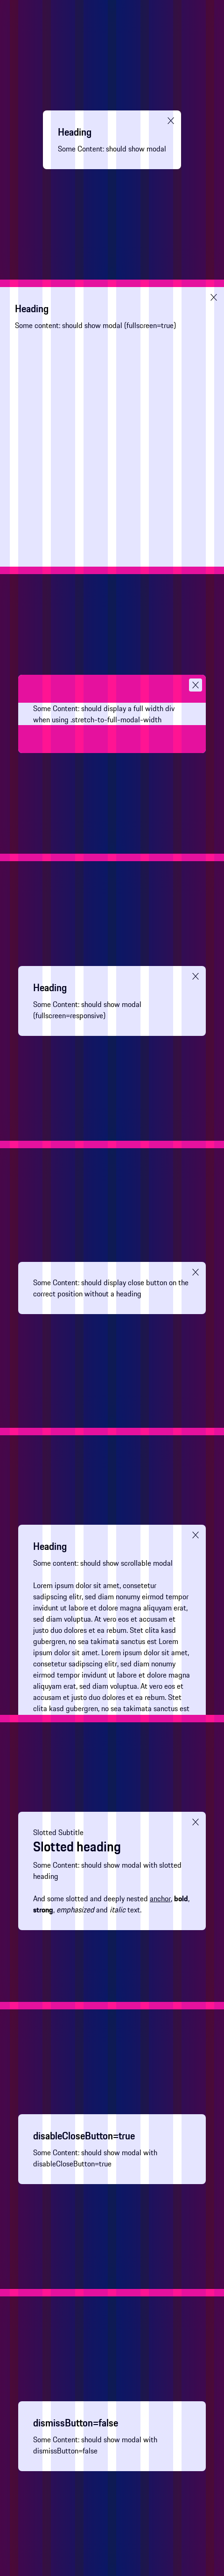 Heading
Some Content: should show modal
Heading
Some content: should show modal (fullscreen=true)
Some Content: should display a full width div
when using .stretch-to-full-modal-width
Heading
Some Content: should show modal
(fullscreen=responsive)
Some Content: should display close button on the
correct position without a heading
Heading
Some content: should show scrollable modal
Lorem ipsum dolor sit amet, consetetur
sadipscing elitr, sed diam nonumy eirmod tempor
invidunt ut labore et dolore magna aliquyam erat,
sed diam voluptua. At vero eos et accusam et
justo duo dolores et ea rebum. Stet clita kasd
gubergren, no sea takimata sanctus est Lorem
ipsum dolor sit amet. Lorem ipsum dolor sit amet,
consetetur sadipscing elitr, sed diam nonumy
eirmod tempor invidunt ut labore et dolore magna
aliquyam erat, sed diam voluptua. At vero eos et
accusam et justo duo dolores et ea rebum. Stet
clita kasd gubergren, no sea takimata sanctus est
Slotted Subtitle
Slotted heading
Some Content: should show modal with slotted
heading
And some slotted and deeply nested anchor, bold,
strong, emphasized and italic text.
disableCloseButton=true
Some Content: should show modal with
disableCloseButton=true
dismissButton=false
Some Content: should show modal with
dismissButton=false